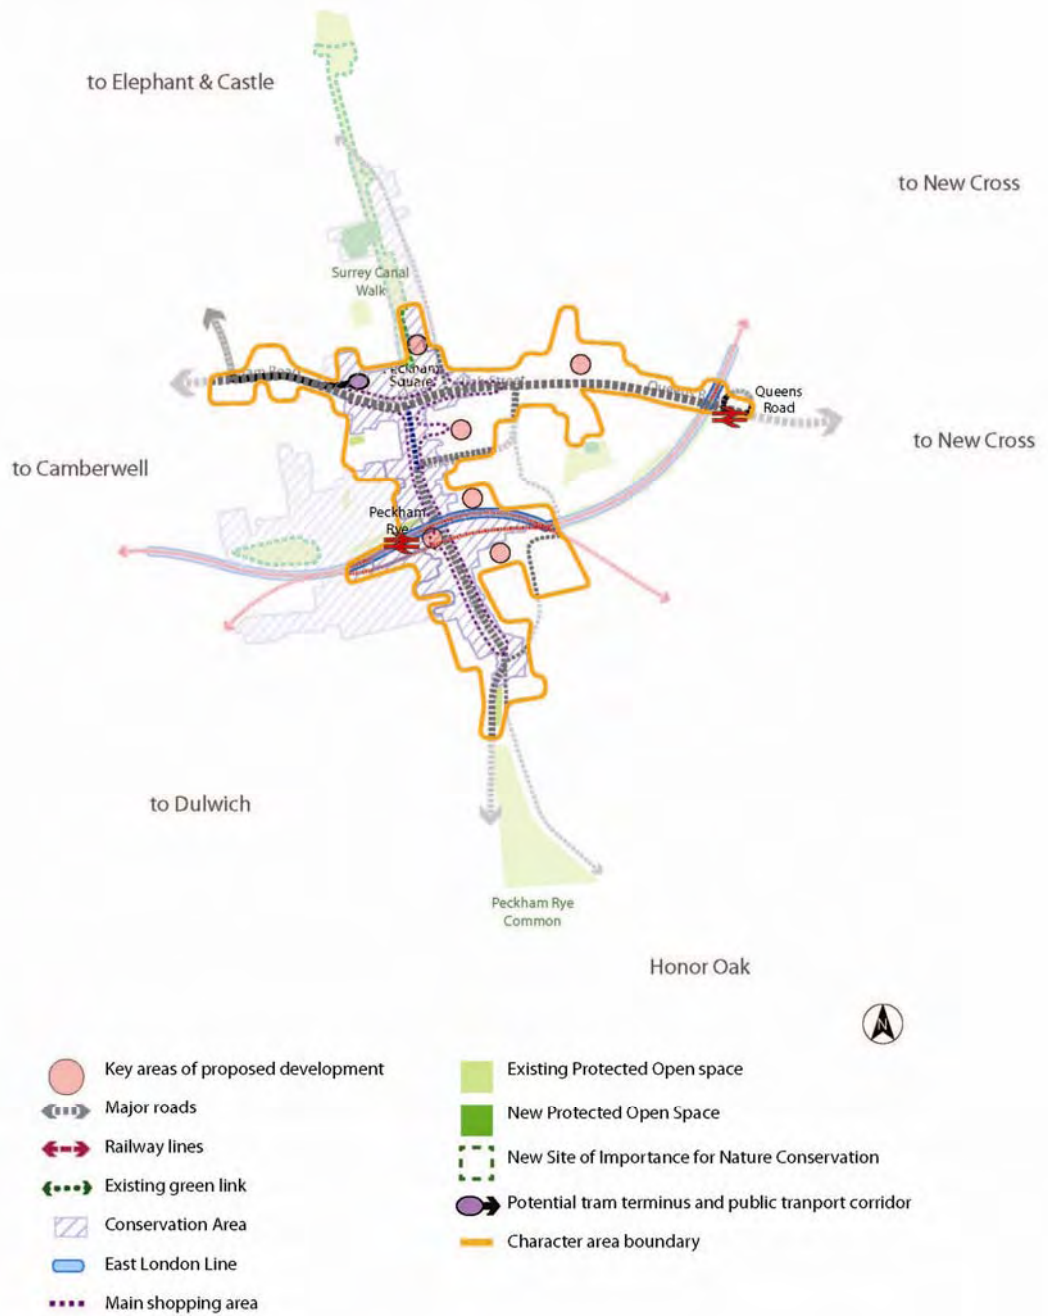 to Elephant & Castle
to New Cross
Surrey Canal
Walk
Peckham
Square
Queens
Road
to New Cross
to Camberwell
Peckham
Rye
to Dulwich
Peckham Rye
Common
Honor Oak
N
Key areas of proposed development
Major roads
Railway lines
Existing green link
Conservation Area
East London Line
Main shopping area
Existing Protected Open space
New Protected Open Space
New Site of Importance for Nature Conservation
Potential tram terminus and public tranport corridor
Character area boundary